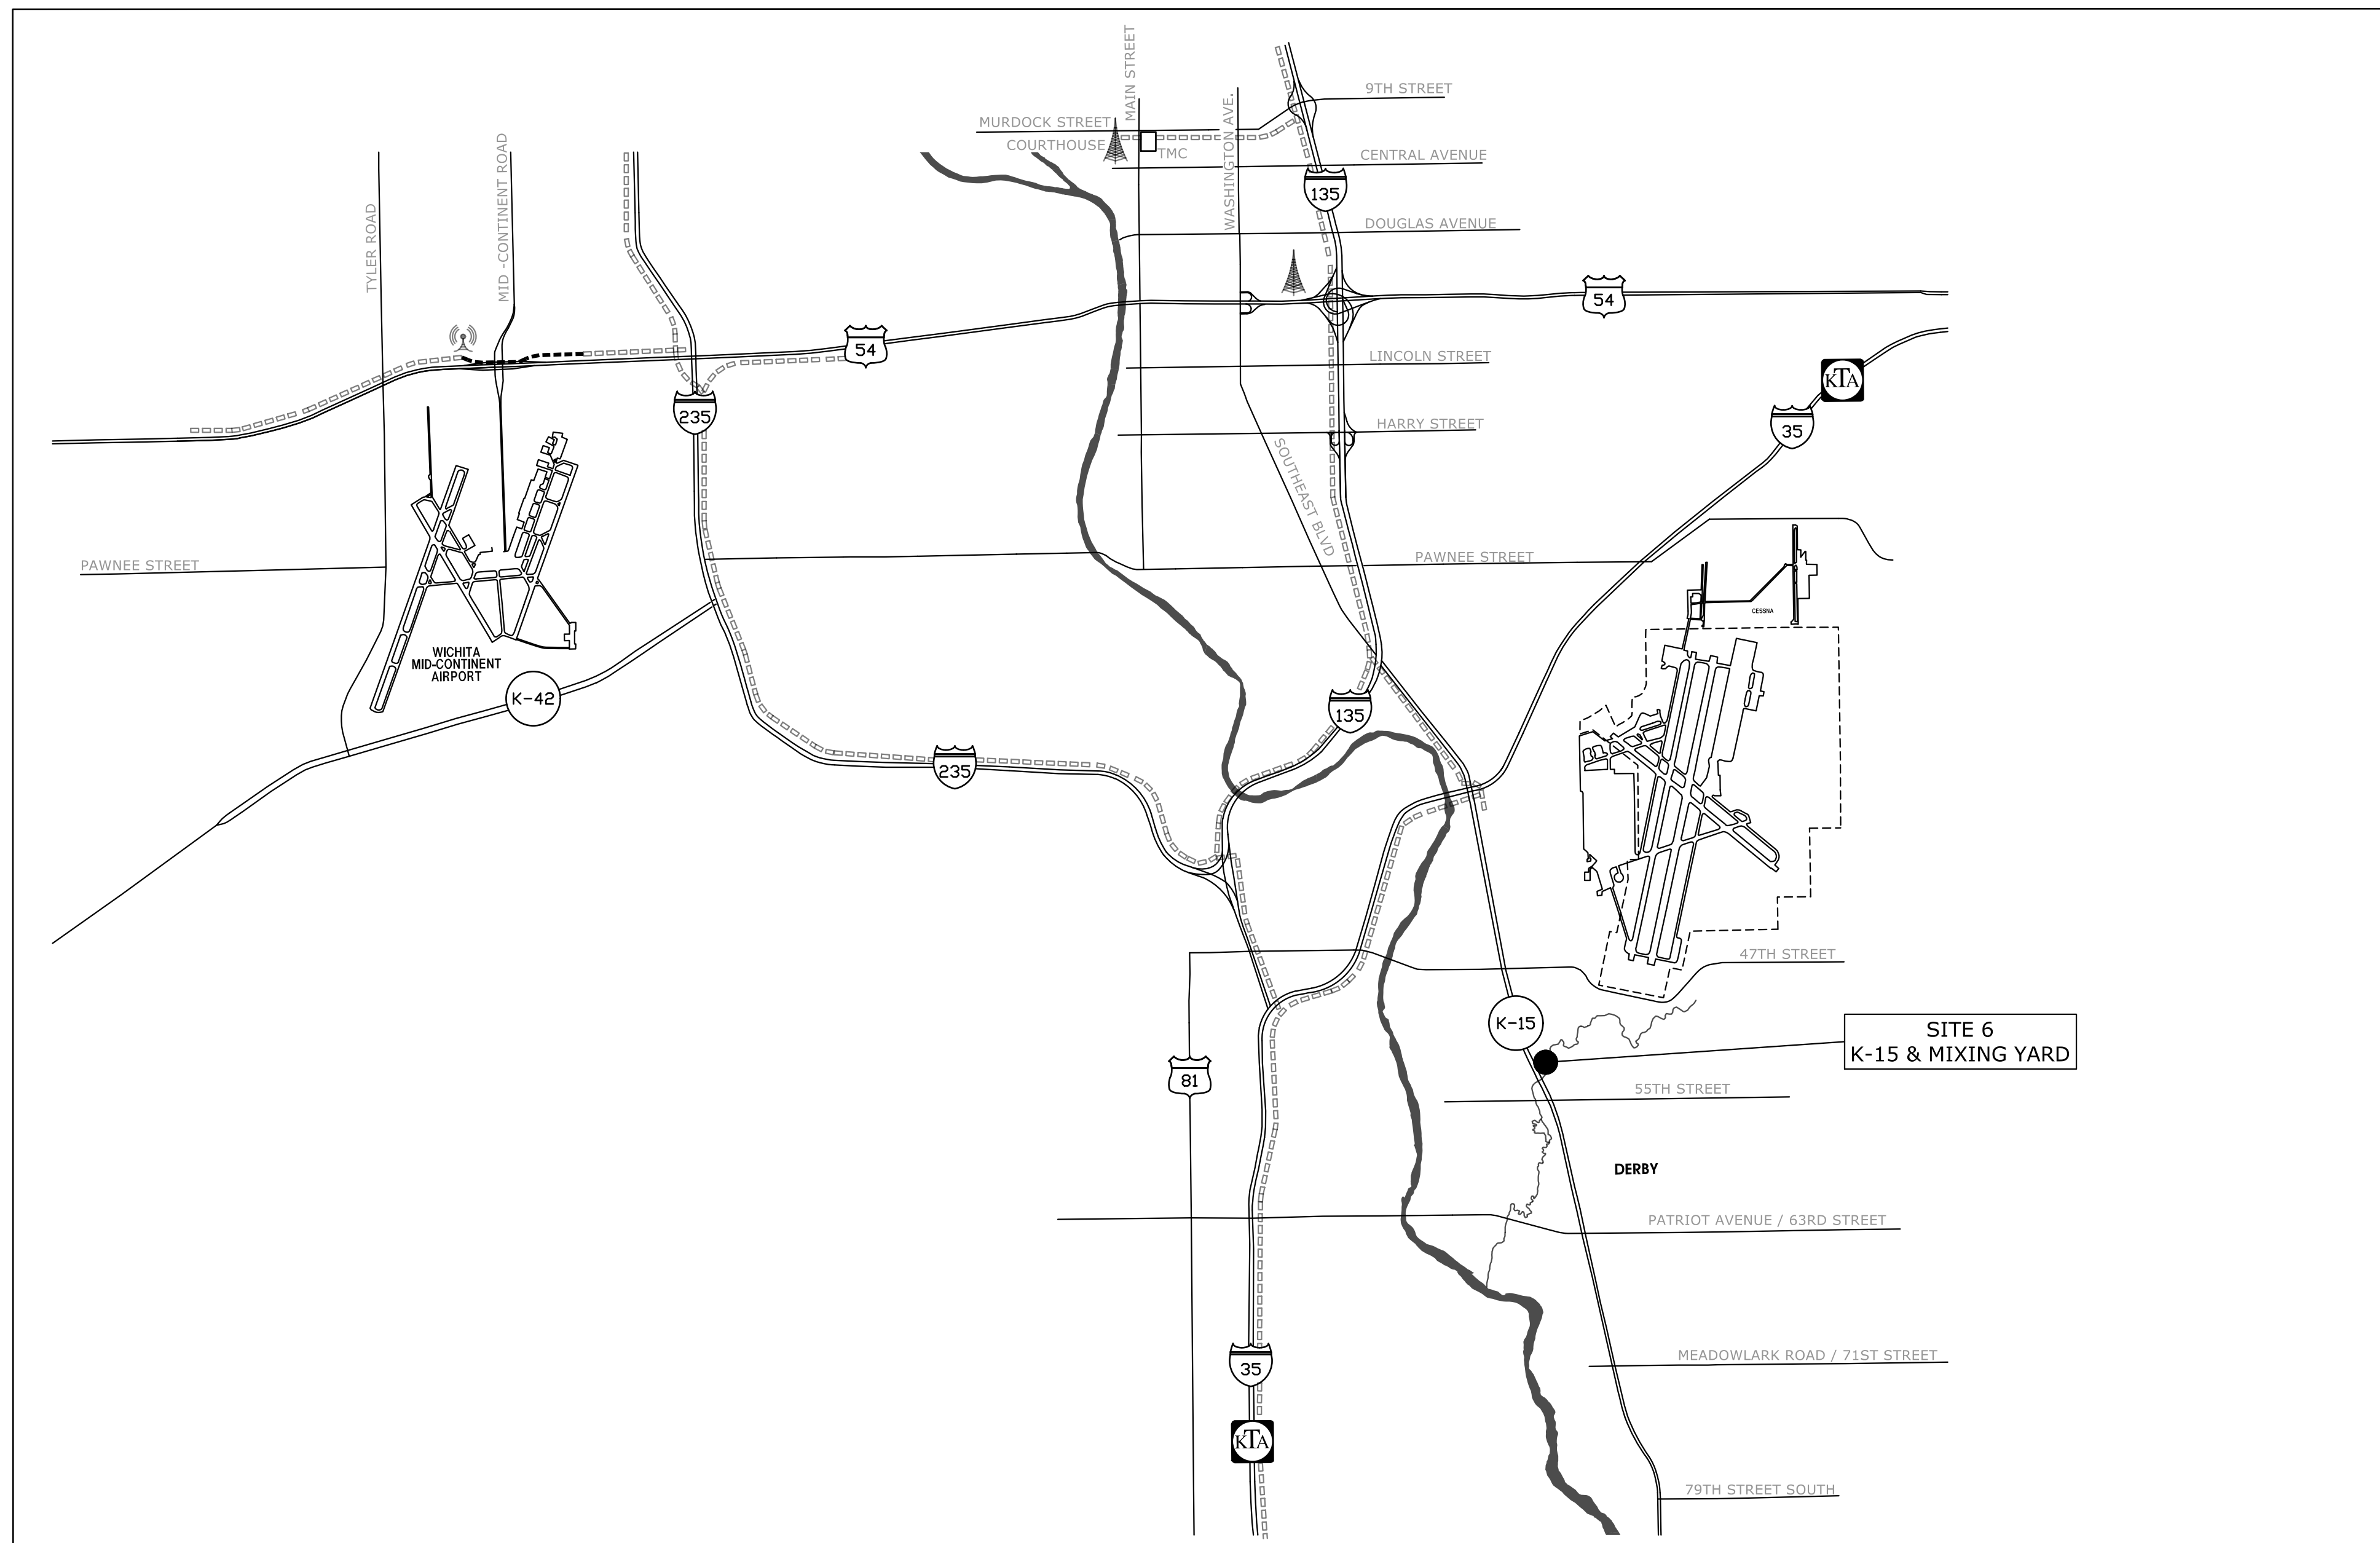 MAIN STREET
9TH STREET
MURDOCK STREET
WASHINGTON AVE.
COURTHOUSE
TMC
CENTRAL AVENUE
MID -CONTINENT ROAD
135
TYLER ROAD
DOUGLAS AVENUE
54
54
LINCOLN STREET
KTA
235
HARRY STREET
35
SOUTHEAST BLVD
PAWNEE STREET
PAWNEE STREET
CESSNA
WICHITA
MID-CONTINENT
AIRPORT
K-42
135
235
47TH STREET
K-15
SITE 6
K-15 & MIXING YARD
81
55TH STREET
DERBY
PATRIOT AVENUE / 63RD STREET
MEADOWLARK ROAD / 71ST STREET
35
KTA
79TH STREET SOUTH